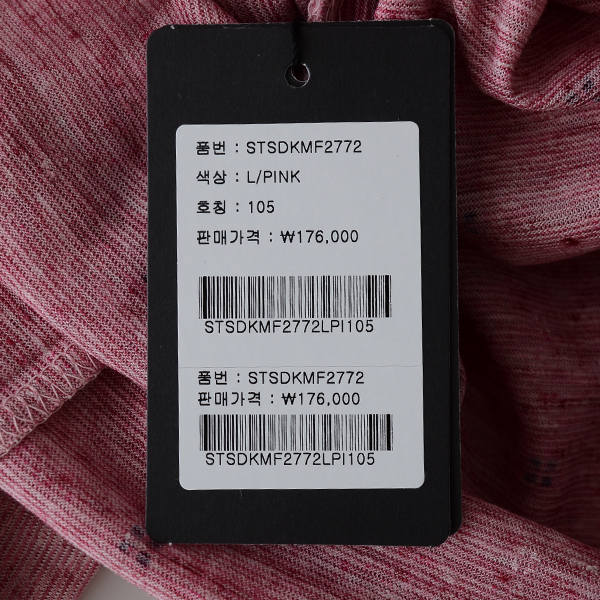 품번 : STSDKMF2772
색상 : L/PINK
호칭 : 105
판매가격 : ₩176,000
STSDKMF2772LPI105
품번 : STSDKMF2772
판매가격 : ₩176,000
STSDKMF2772LPI105